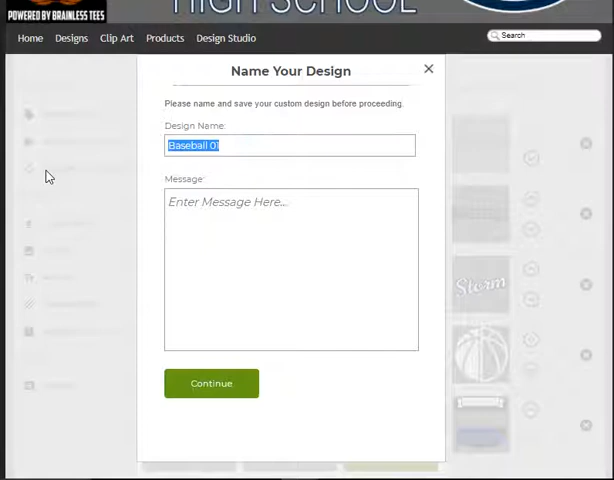 HIGH SCHOOL
POWERED BY BRAINLESS TEES
Home Designs Clip Art Products Design Studio
Search
Name Your Design
Please name and save your custom design before proceeding.
Design Name:
Baseball 01
Message:
Enter Message Here...
Storm
Continue